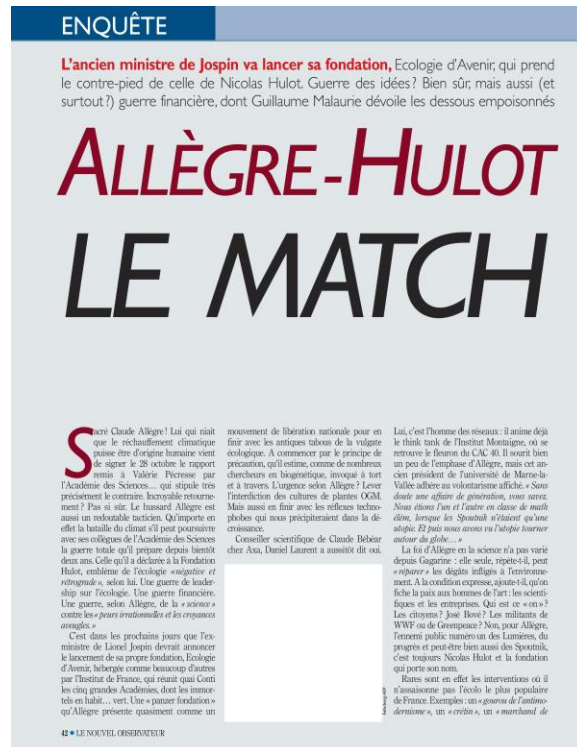 ENQUÊTE
L'ancien ministre de Jospin va lancer sa fondation, Ecologie d'Avenir, qui prend
le contre-pied de celle de Nicolas Hulot. Guerre des idées ? Bien sûr, mais aussi (et
surtout ?) guerre financière, dont Guillaume Malaurie dévoile les dessous empoisonnés
ALLÈGRE-HULOT
LE MATCH
Sacré Claude Allègre ! Lui qui niait
que le réchauffement climatique
puisse être d'origine humaine vient
de signer le 28 octobre le rapport
remis à Valérie Pécresse par
l'Académie des Sciences... qui stipule très
précisément le contraire. Incroyable retourne-
ment ? Pas si sûr. Le hussard Allègre est
aussi un redoutable tacticien. Qu'importe en
effet la bataille du climat s'il peut poursuivre
avec ses collègues de l'Académie des Sciences
la guerre totale qu'il prépare depuis bientôt
deux ans. Celle qu'il a déclarée à la Fondation
Hulot, emblème de l'écologie «négative et
rétrograde», selon lui. Une guerre de leader-
ship sur l'écologie. Une guerre financière.
Une guerre, selon Allègre, de la «science»
contre les «peurs irrationnelles et les croyances
aveugles.»
C'est dans les prochains jours que l'ex-
ministre de Lionel Jospin devrait annoncer
le lancement de sa propre fondation, Ecologie
d'Avenir, hébergée comme beaucoup d'autres
par l'Institut de France, qui réunit quai Conti
les cinq grandes Académies, dont les immor-
tels en habit... vert. Une «panzer fondation»
qu'Allègre présente quasiment comme un
mouvement de libération nationale pour en
finir avec les antiques tabous de la vulgate
écologique. A commencer par le principe de
précaution, qu'il estime, comme de nombreux
chercheurs en biogénétique, invoqué à tort
et à travers. L'urgence selon Allègre ? Lever
l'interdiction des cultures de plantes OGM.
Mais aussi en finir avec les réflexes techno-
phobes qui nous précipiteraient dans la dé-
croissance.
Conseiller scientifique de Claude Bébéar
chez Axa, Daniel Laurent a aussitôt dit oui.
Lui, c'est l'homme des réseaux : il anime déjà
le think tank de l'Institut Montaigne, où se
retrouve le fleuron du CAC 40. Il sourit bien
un peu de l'emphase d'Allègre, mais cet an-
cien président de l'université de Marne-la-
Vallée adhère au volontarisme affiché. «Sans
doute une affaire de génération, vous savez.
Nous étions l'un et l'autre en classe de math
élém, lorsque les Spoutnik n'étaient qu'une
utopie. Et puis nous avons vu l'utopie tourner
autour du globe...»
La foi d'Allègre en la science n'a pas varié
depuis Gagarine : elle seule, répète-t-il, peut
«réparer» les dégâts infligés à l'environne-
ment. A la condition expresse, ajoute-t-il, qu'on
fiche la paix aux hommes de l'art : les scienti-
fiques et les entreprises. Qui est ce «on» ?
Les citoyens ? José Bové ? Les militants de
WWF ou de Greenpeace ? Non, pour Allègre,
l'ennemi public numéro un des Lumières, du
progrès et peut-être bien aussi des Spoutnik,
c'est toujours Nicolas Hulot et la fondation
qui porte son nom.
Rares sont en effet les interventions où il
n'assaisonne pas l'écolo le plus populaire
de France. Exemples : un «gourou de l'antimo-
dernisme», un «crétin», un «marchand de
42 • LE NOUVEL OBSERVATEUR